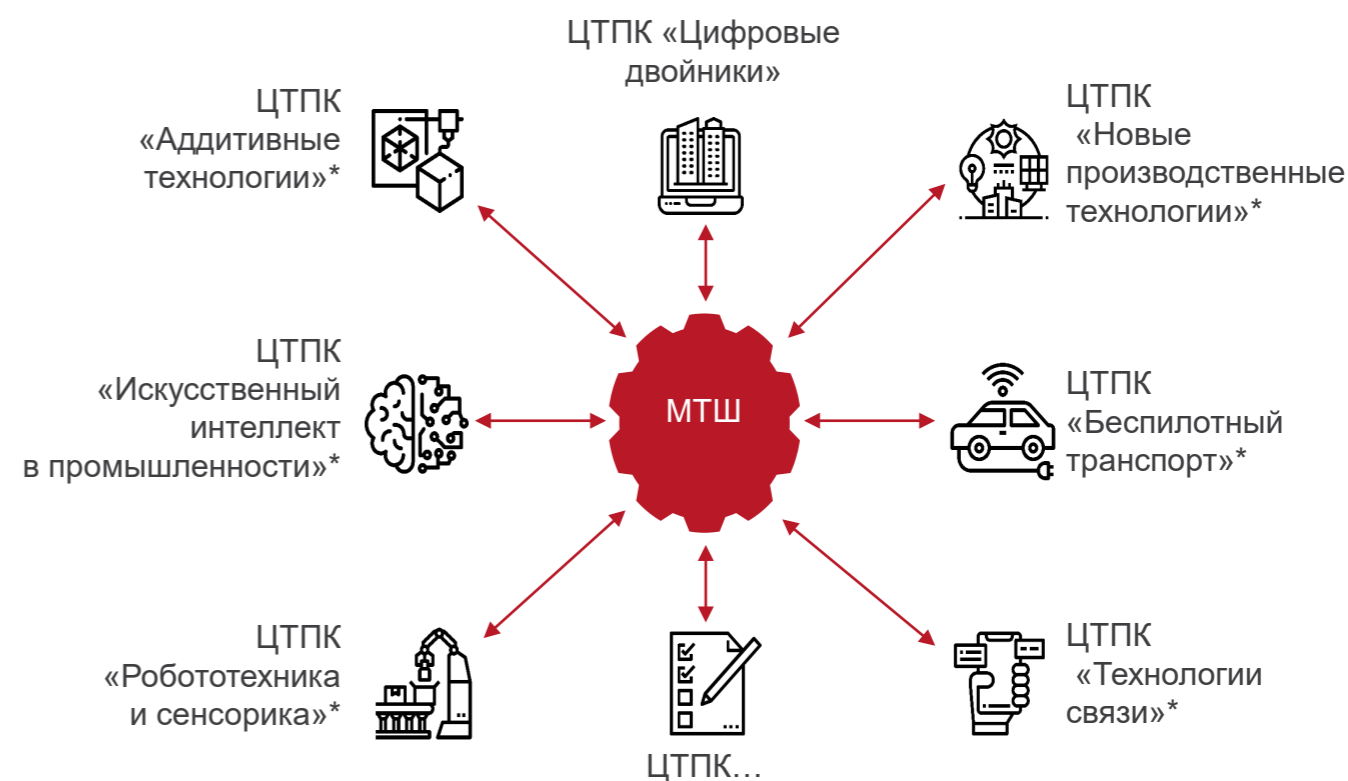 ЦТПК «Цифровые
двойники»
ЦТПК
«Аддитивные
технологии»*
ЦТПК
«Новые
производственные
технологии»*
ЦТПК
«Искусственный
интеллект
в промышленности»*
МТШ
ЦТПК
«Беспилотный
транспорт»*
ЦТПК
«Робототехника
и сенсорика»*
ЦТПК
«Технологии
связи»*
ЦТПК...